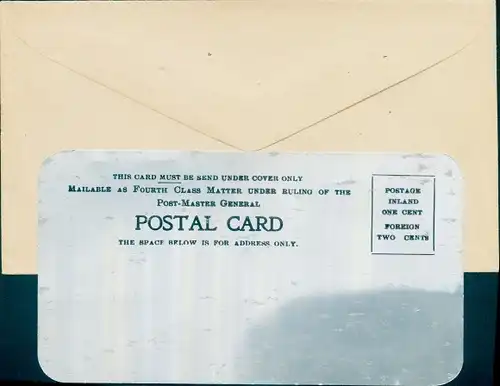 THIS CARD MUST BE SEND UNDER COVER ONLY
MAILABLE AS FOURTH CLASS MATTER UNDER RULING OF THE
POST-MASTER GENERAL
POSTAL CARD
THE SPACE BELOW IS FOR ADDRESS ONLY.
POSTAGE
INLAND
ONE CENT
FOREIGN
TWO CENTS